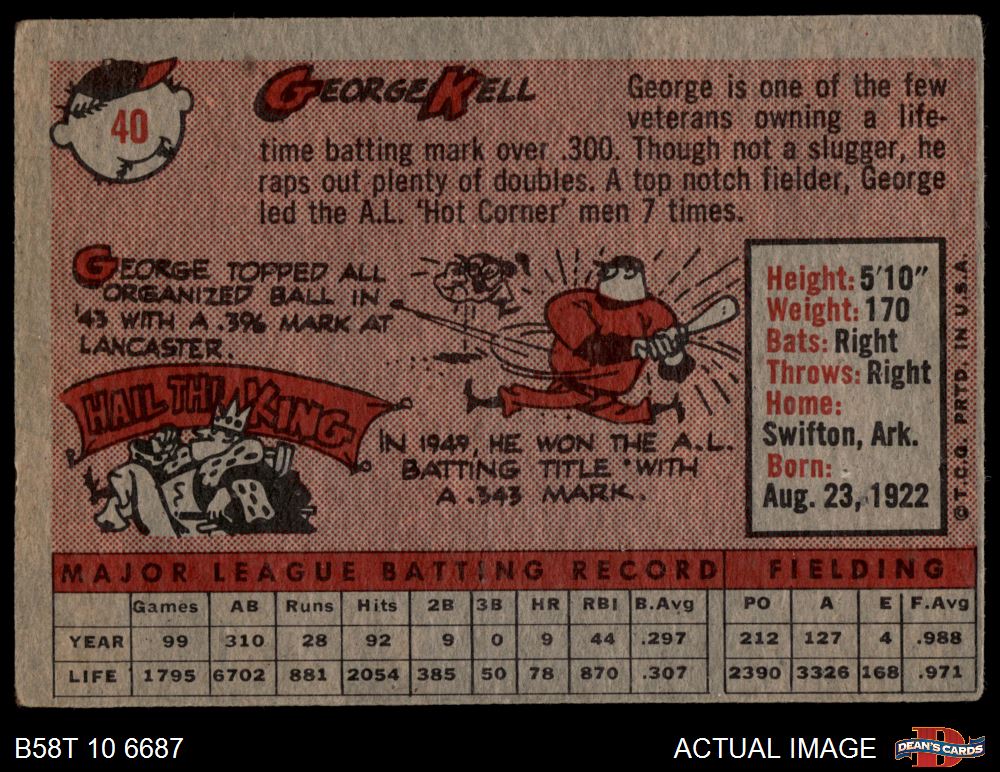 40
GEORGE KELL
George is one of the few
veterans owning a life-
time batting mark over .300. Though not a slugger, he
raps out plenty of doubles. A top notch fielder, George
led the A.L. 'Hot Corner' men 7 times.
GEORGE TOPPED ALL
ORGANIZED BALL IN
'43 WITH A .396 MARK AT
LANCASTER.
HAIL THE KING
IN 1949, HE WON THE A.L.
BATTING TITLE WITH
A .343 MARK.
Height: 5'10"
Weight: 170
Bats: Right
Throws: Right
Home:
Swifton, Ark.
Born:
Aug. 23, 1922
© T.C.G. PRTD. IN U.S.A.
MAJOR LEAGUE BATTING RECORD FIELDING
Games AB Runs Hits 2B 3B HR RBI B.Avg PO A E F.Avg
YEAR 99 310 28 92 9 0 9 44 .297 212 127 4 .988
LIFE 1795 6702 881 2054 385 50 78 870 .307 2390 3326 168 .971
B58T 10 6687
ACTUAL IMAGE
D
DEAN'S CARDS